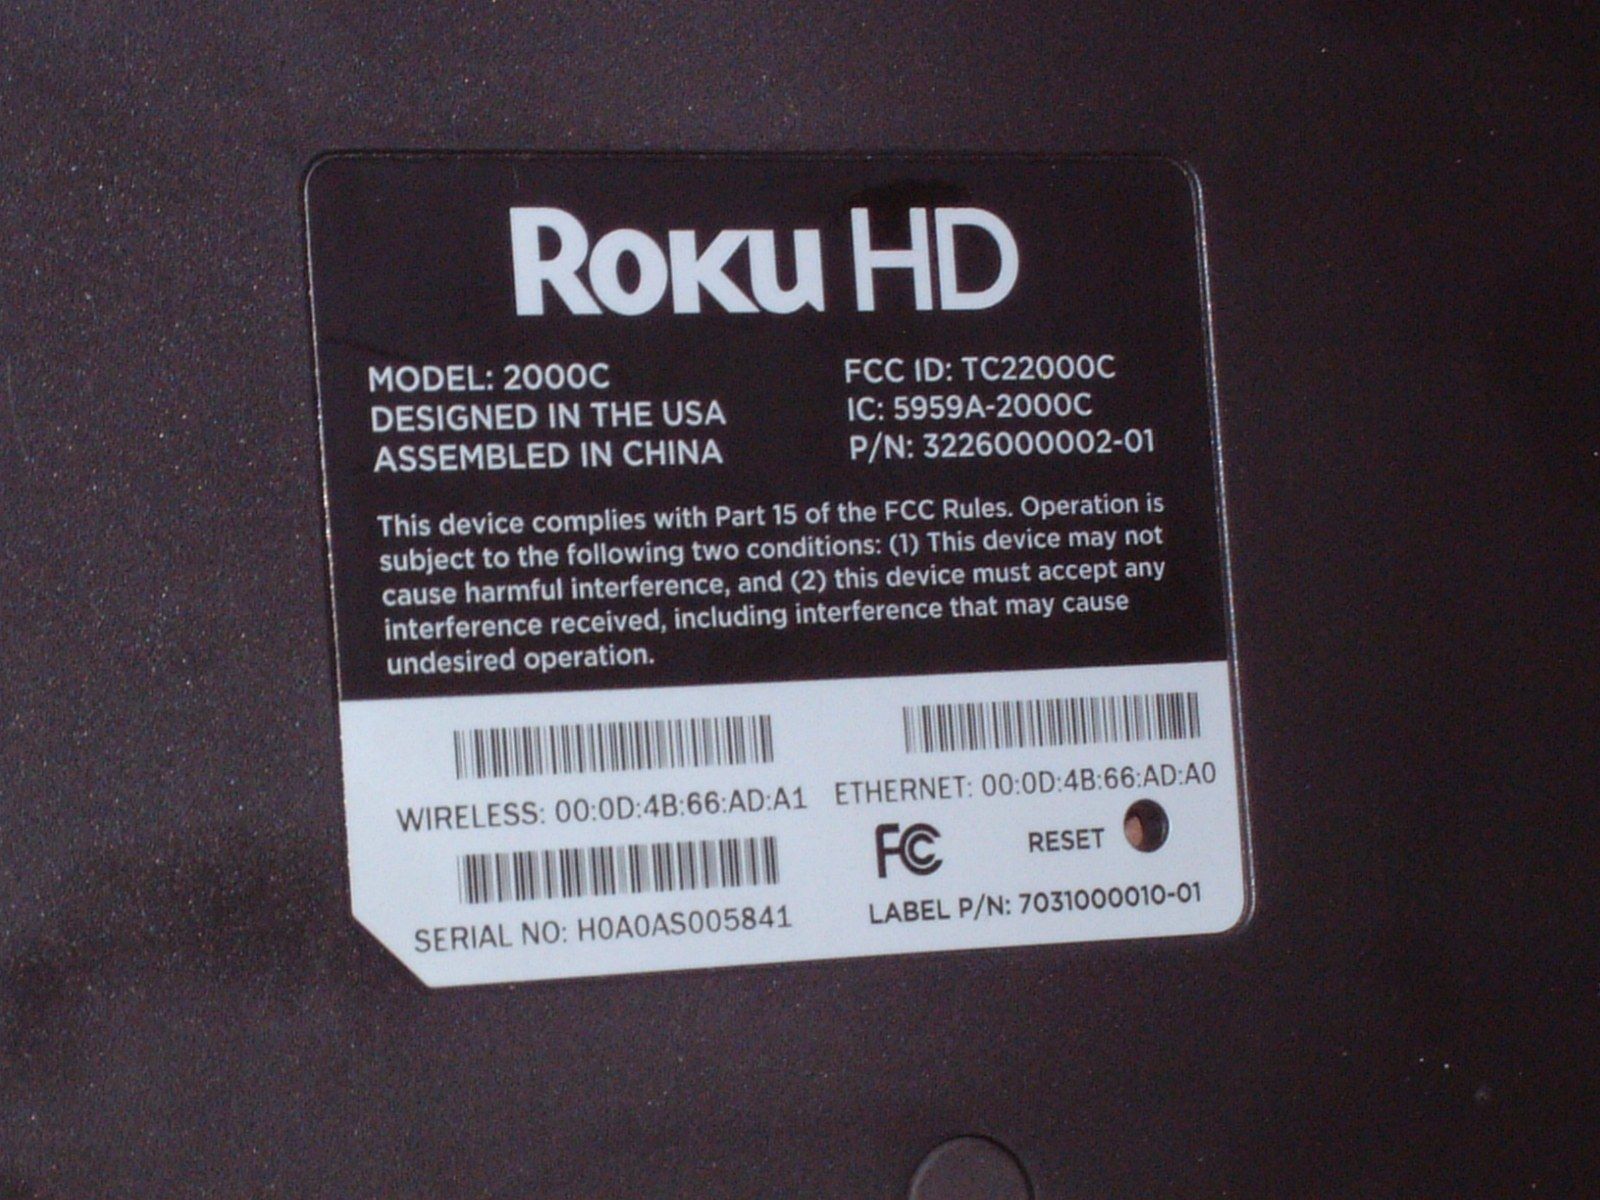 ROKU HD
MODEL: 2000C
DESIGNED IN THE USA
ASSEMBLED IN CHINA
FCC ID: TC22000C
IC: 5959A-2000C
P/N: 3226000002-01
This device complies with Part 15 of the FCC Rules. Operation is
subject to the following two conditions: (1) This device may not
cause harmful interference, and (2) this device must accept any
interference received, including interference that may cause
undesired operation.
WIRELESS: 00:0D:4B:66:AD:A1
ETHERNET: 00:0D:4B:66:AD:A0
FC
RESET
SERIAL NO: H0A0AS005841
LABEL P/N: 7031000010-01